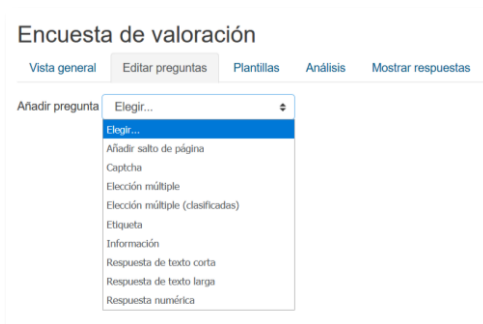 Encuesta de valoración
Vista general Editar preguntas Plantillas Análisis Mostrar respuestas
Añadir pregunta Elegir...
Elegir...
Añadir salto de página
Captcha
Elección múltiple
Elección múltiple (clasificadas)
Etiqueta
Información
Respuesta de texto corta
Respuesta de texto larga
Respuesta numérica